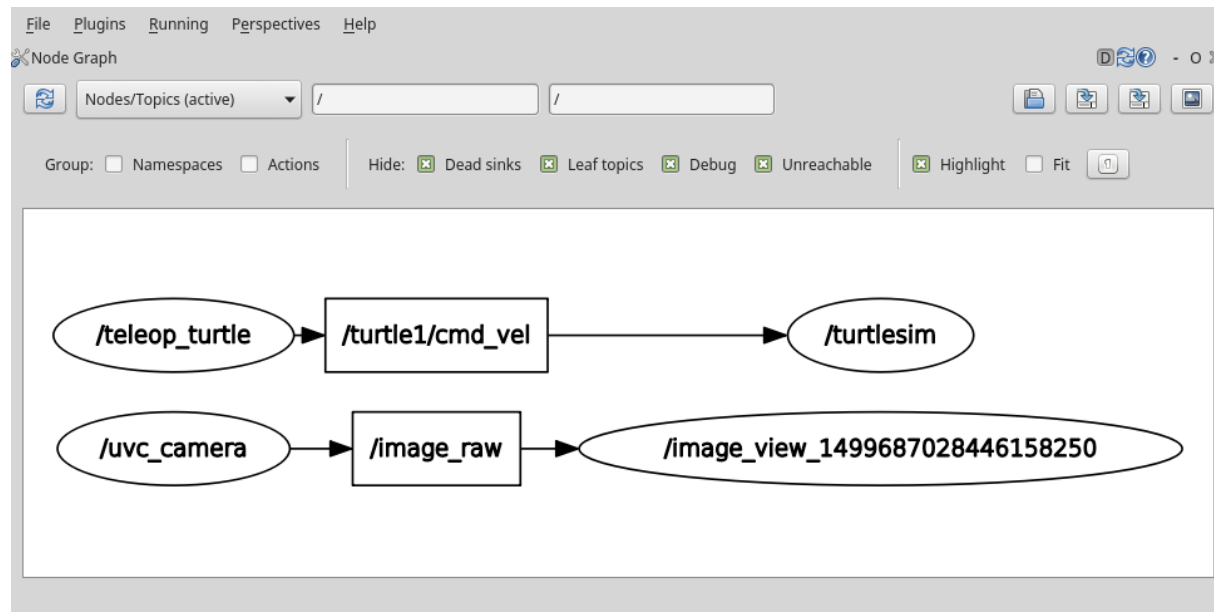 File Plugins Running Perspectives Help
Node Graph
D - O
Nodes/Topics (active) / /
Group: Namespaces Actions Hide: Dead sinks Leaf topics Debug Unreachable Highlight Fit
/teleop_turtle /turtle1/cmd_vel /turtlesim
/uvc_camera /image_raw /image_view_1499687028446158250